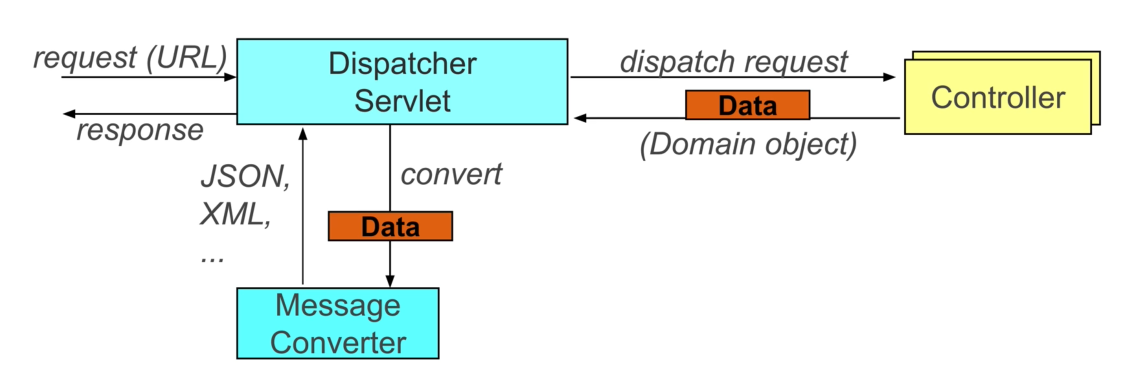 request (URL)
response
Dispatcher
Servlet
dispatch request
Data
(Domain object)
Controller
JSON,
XML,
...
convert
Data
Message
Converter